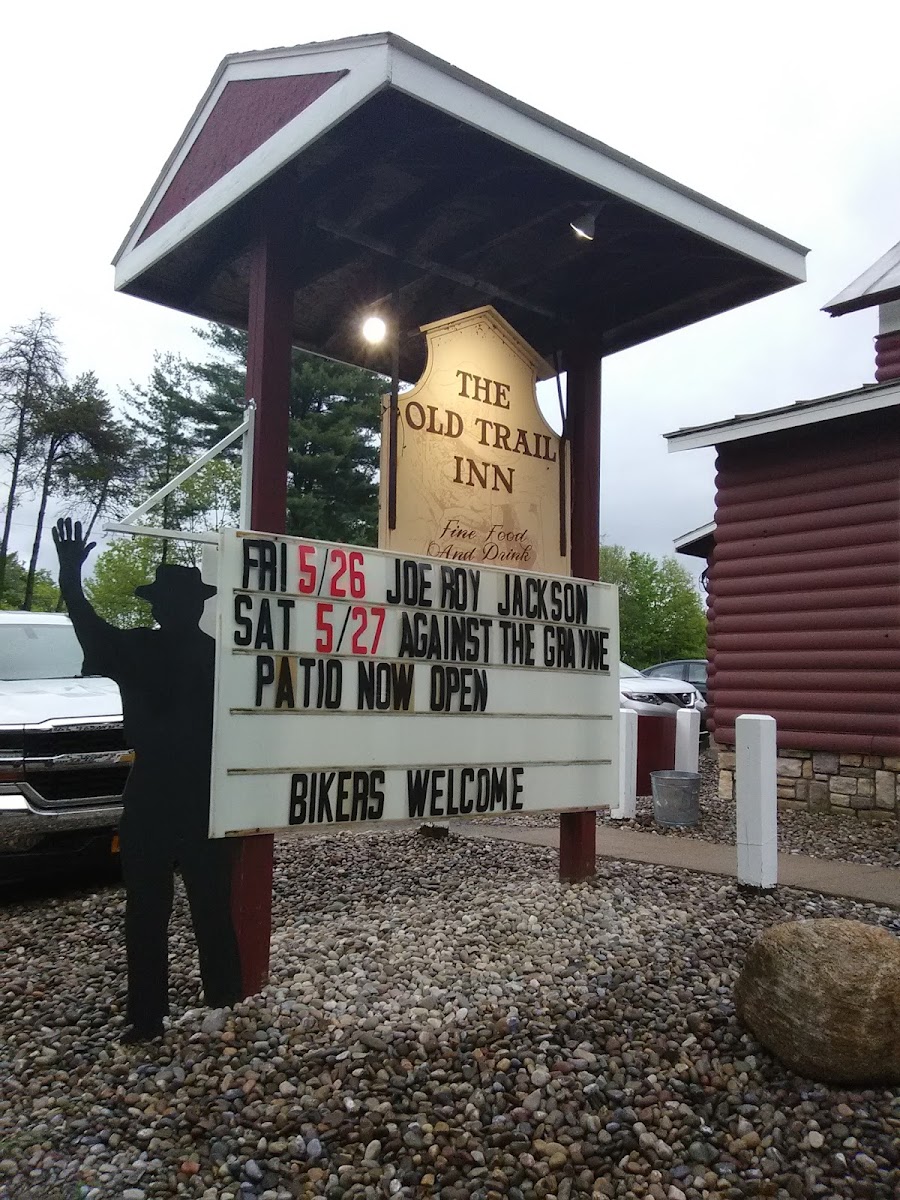 THE
OLD TRAIL
INN
Fine Food
And Drink
FRI 5/26 JOE ROY JACKSON
SAT 5/27 AGAINST THE GRAYNE
PATIO NOW OPEN
BIKERS WELCOME